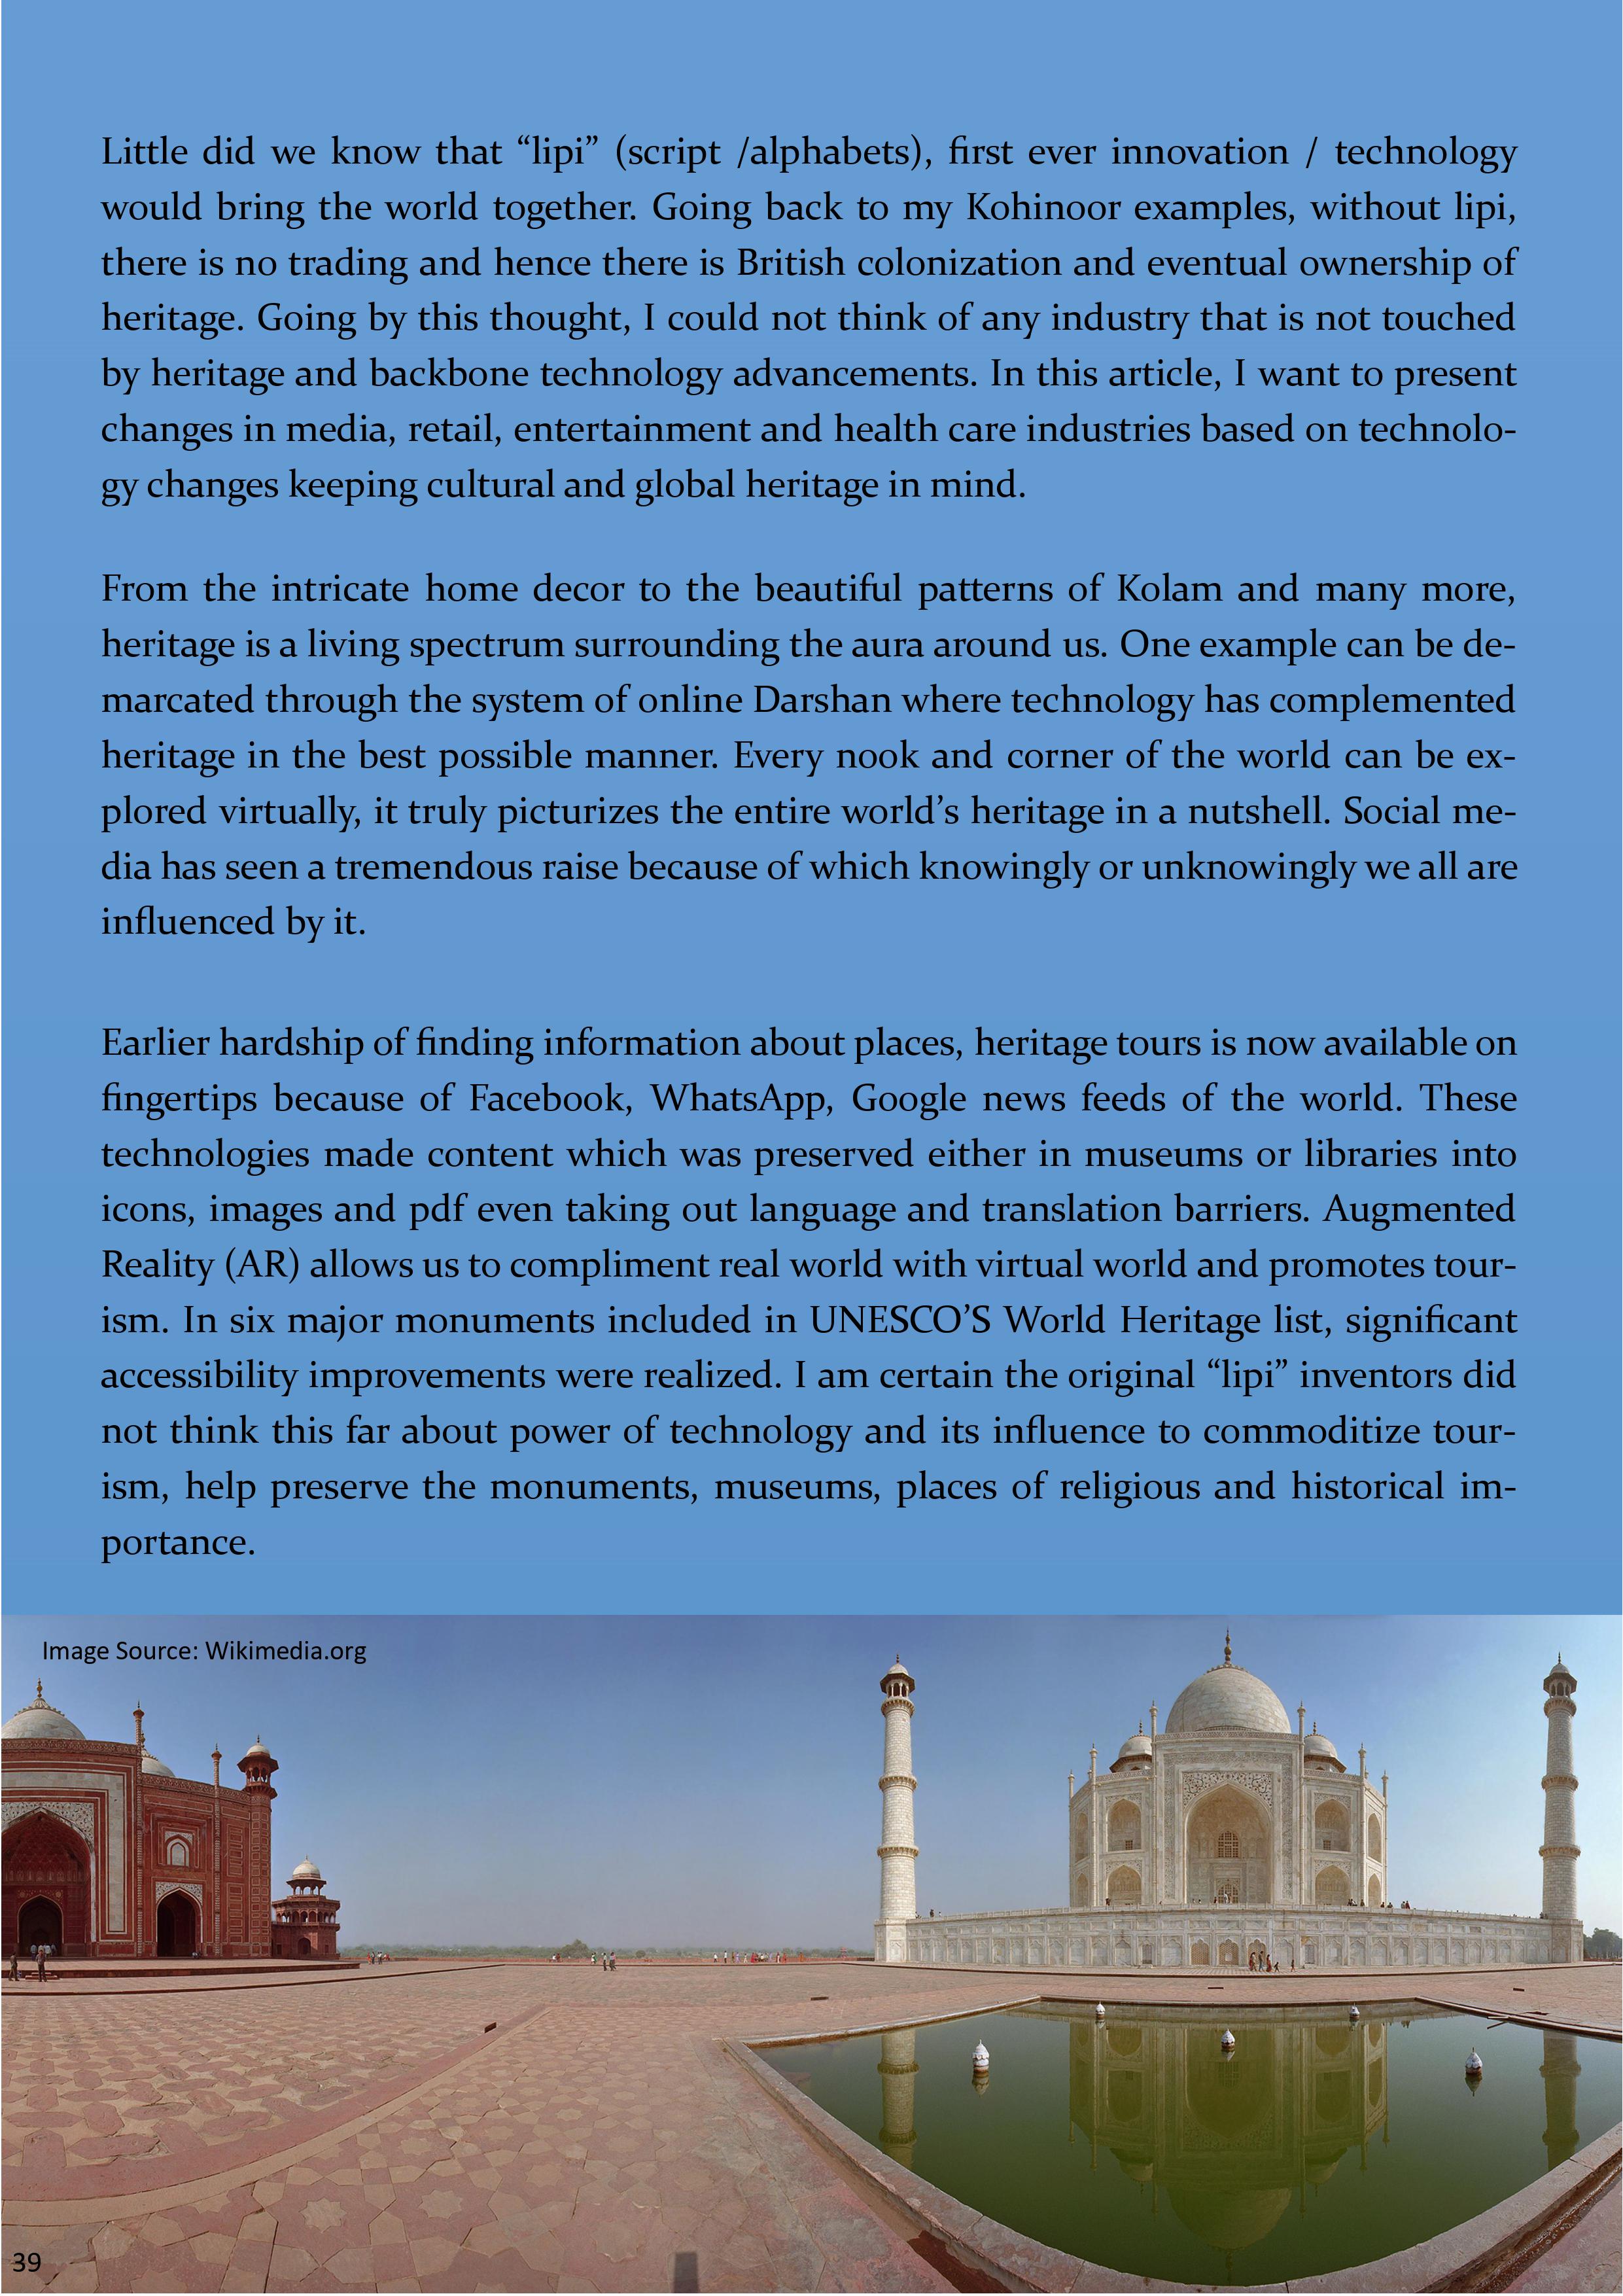 Little did we know that “lipi” (script /alphabets), first ever innovation / technology
would bring the world together. Going back to my Kohinoor examples, without lipi,
there is no trading and hence there is British colonization and eventual ownership of
heritage. Going by this thought, I could not think of any industry that is not touched
by heritage and backbone technology advancements. In this article, I want to present
changes in media, retail, entertainment and health care industries based on technolo-
gy changes keeping cultural and global heritage in mind.
From the intricate home decor to the beautiful patterns of Kolam and many more,
heritage is a living spectrum surrounding the aura around us. One example can be de-
marcated through the system of online Darshan where technology has complemented
heritage in the best possible manner. Every nook and corner of the world can be ex-
plored virtually, it truly picturizes the entire world’s heritage in a nutshell. Social me-
dia has seen a tremendous raise because of which knowingly or unknowingly we all are
influenced by it.
Earlier hardship of finding information about places, heritage tours is now available on
fingertips because of Facebook, WhatsApp, Google news feeds of the world. These
technologies made content which was preserved either in museums or libraries into
icons, images and pdf even taking out language and translation barriers. Augmented
Reality (AR) allows us to compliment real world with virtual world and promotes tour-
ism. In six major monuments included in UNESCO’S World Heritage list, significant
accessibility improvements were realized. I am certain the original “lipi” inventors did
not think this far about power of technology and its influence to commoditize tour-
ism, help preserve the monuments, museums, places of religious and historical im-
portance.
Image Source: Wikimedia.org
39